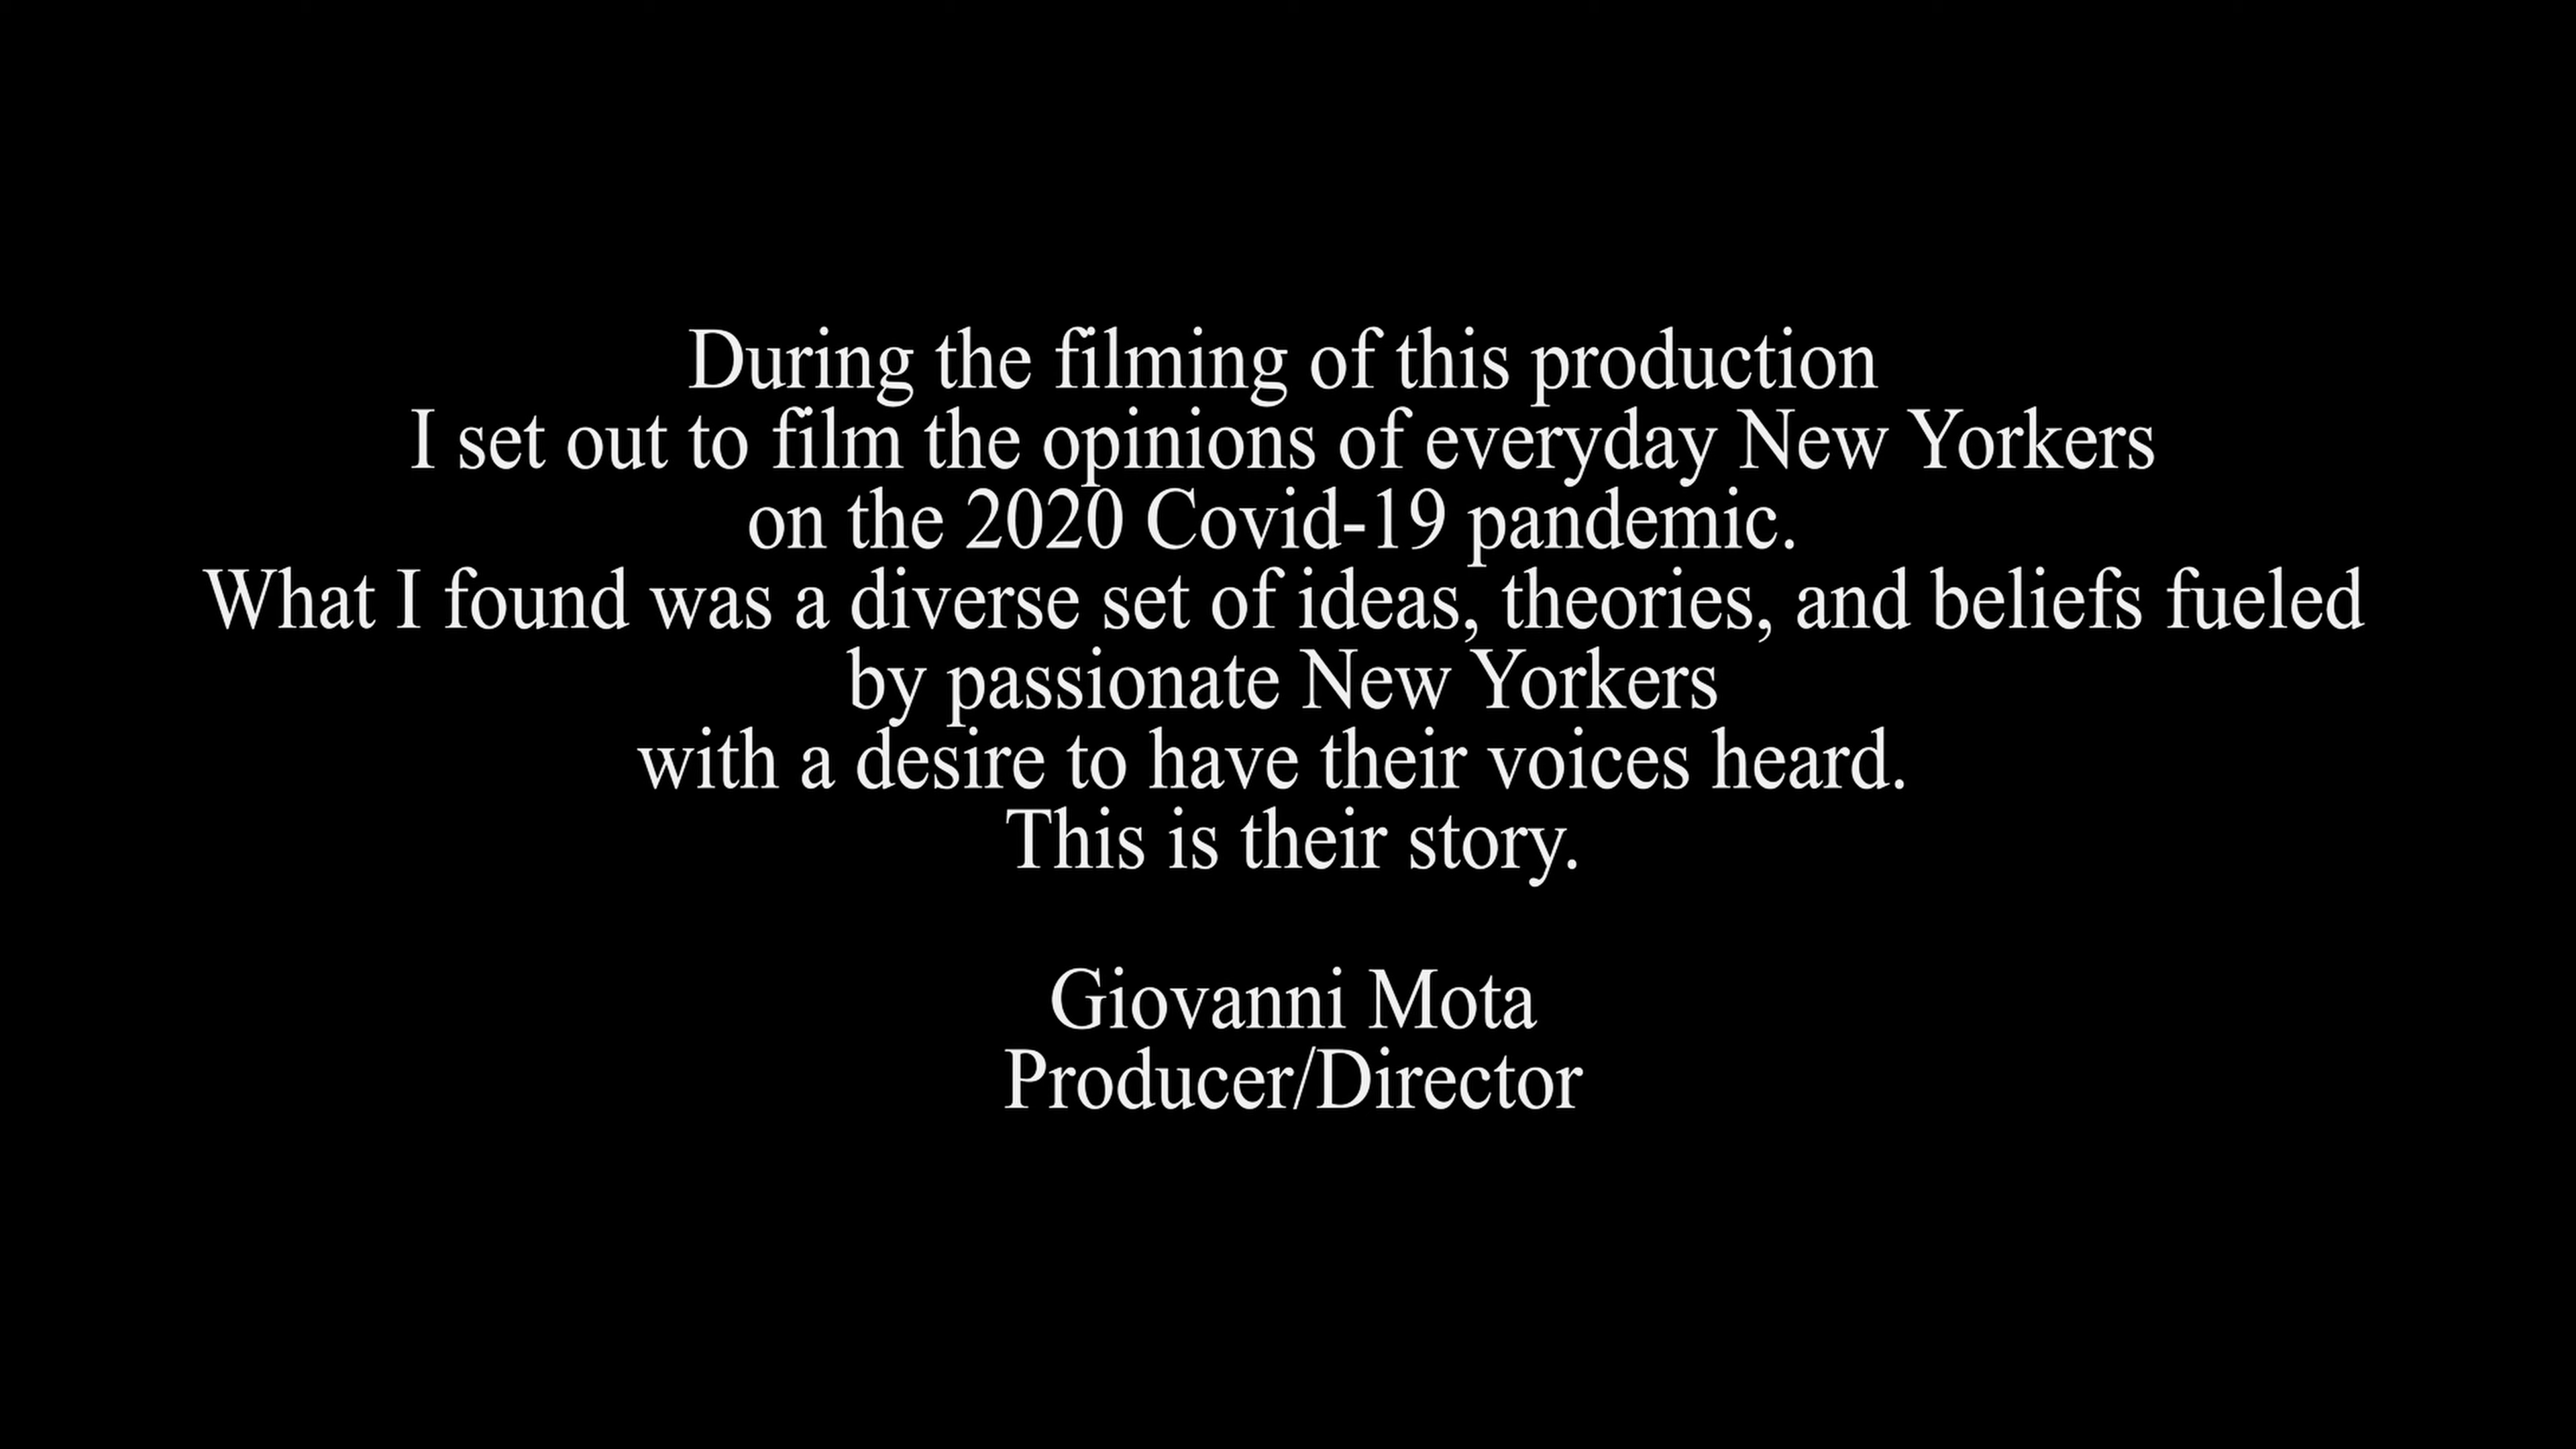 During the filming of this production
I set out to film the opinions of everyday New Yorkers
on the 2020 Covid-19 pandemic.
What I found was a diverse set of ideas, theories, and beliefs fueled
by passionate New Yorkers
with a desire to have their voices heard.
This is their story.
Giovanni Mota
Producer/Director